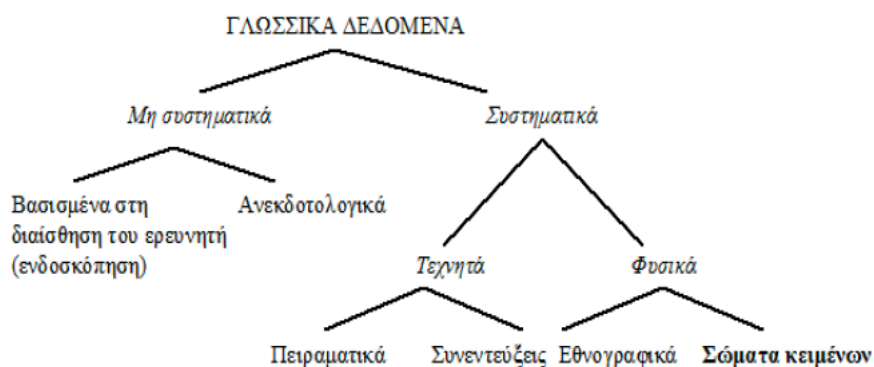 ΓΛΩΣΣΙΚΑ ΔΕΔΟΜΕΝΑ
Μη συστηματικά
Συστηματικά
Βασισμένα στη
διαίσθηση του ερευνητή
(ενδοσκόπηση)
Ανεκδοτολογικά
Τεχνητά
Φυσικά
Πειραματικά
Συνεντεύξεις
Εθνογραφικά
Σώματα κειμένων